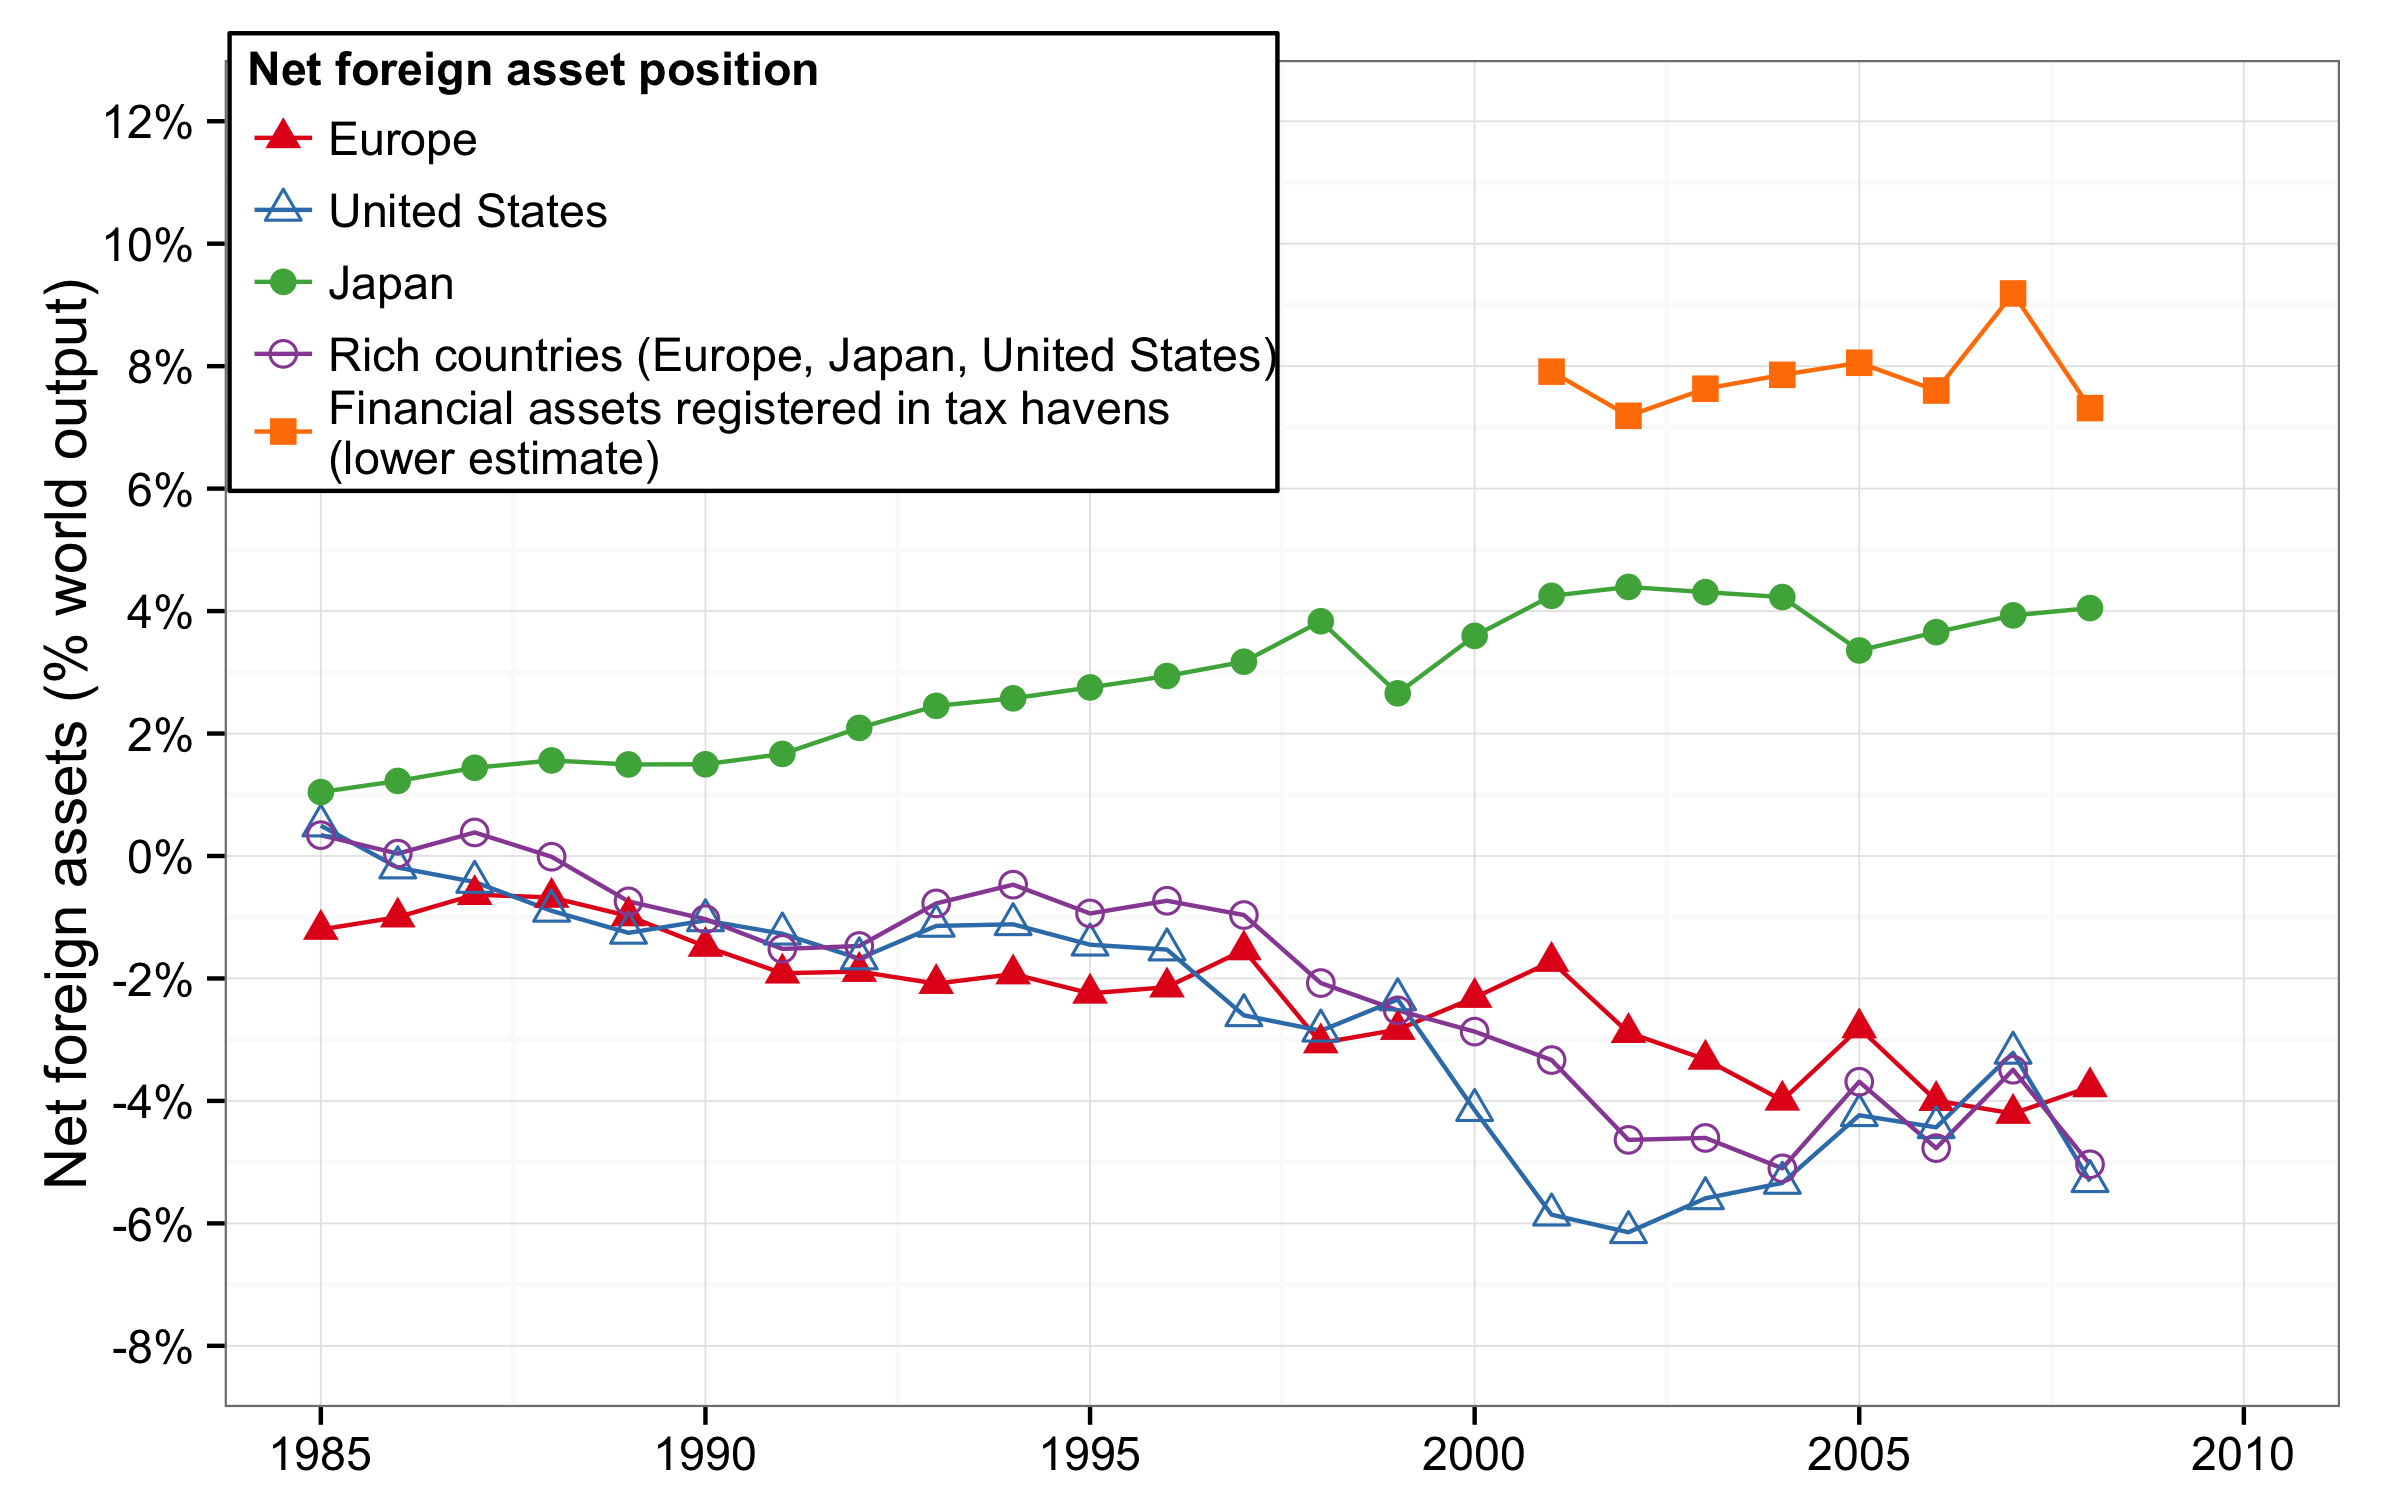 Net foreign asset position
Europe
United States
Japan
Rich countries (Europe, Japan, United States)
Financial assets registered in tax havens
(lower estimate)
Net foreign assets (% world output)
12%
10%
8%
6%
4%
2%
0%
-2%
-4%
-6%
-8%
1985
1990
1995
2000
2005
2010